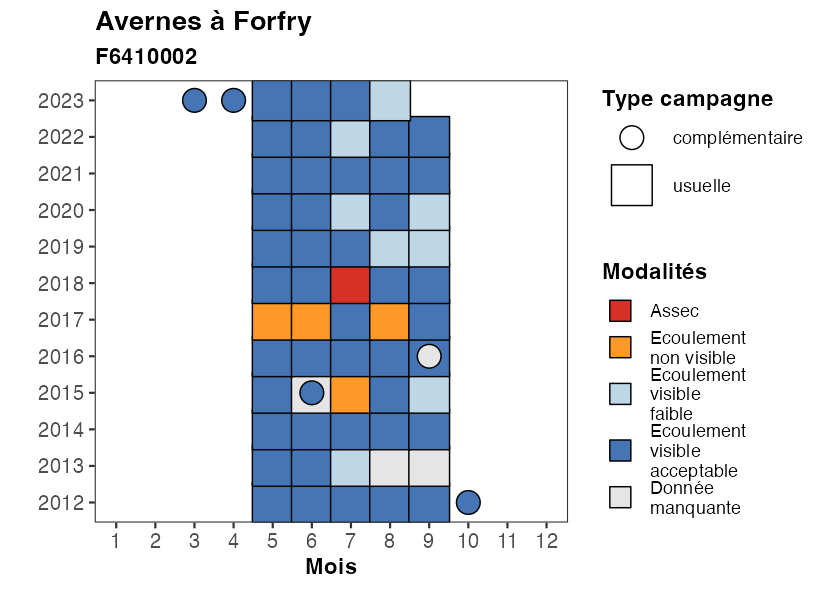 Avernes à Forfry
F6410002
2023
2022
2021
2020
2019
2018
2017
2016
2015
2014
2013
2012
1 2 3 4 5 6 7 8 9 10 11 12
Mois
Type campagne
complémentaire
usuelle
Modalités
Assec
Ecoulement
non visible
Ecoulement
visible
faible
Ecoulement
visible
acceptable
Donnée
manquante